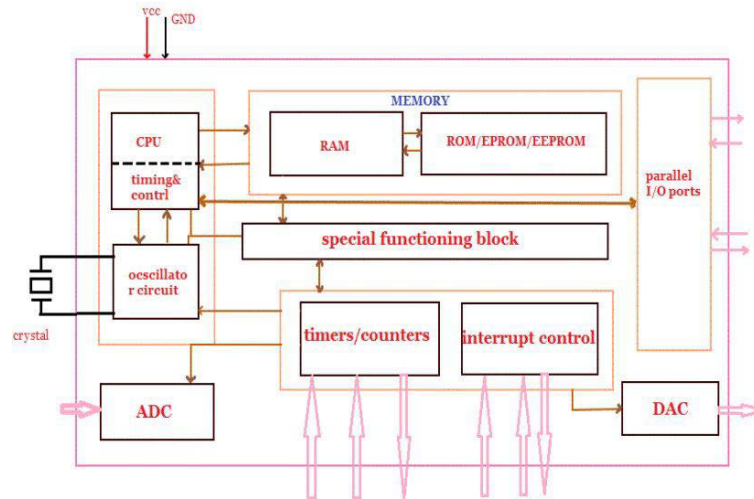 vcc
GND
MEMORY
CPU
RAM
ROM/EPROM/EEPROM
timing&
contrl
parallel
I/O ports
special functioning block
ocscillato
r circuit
crystal
timers/counters
interrupt control
ADC
DAC